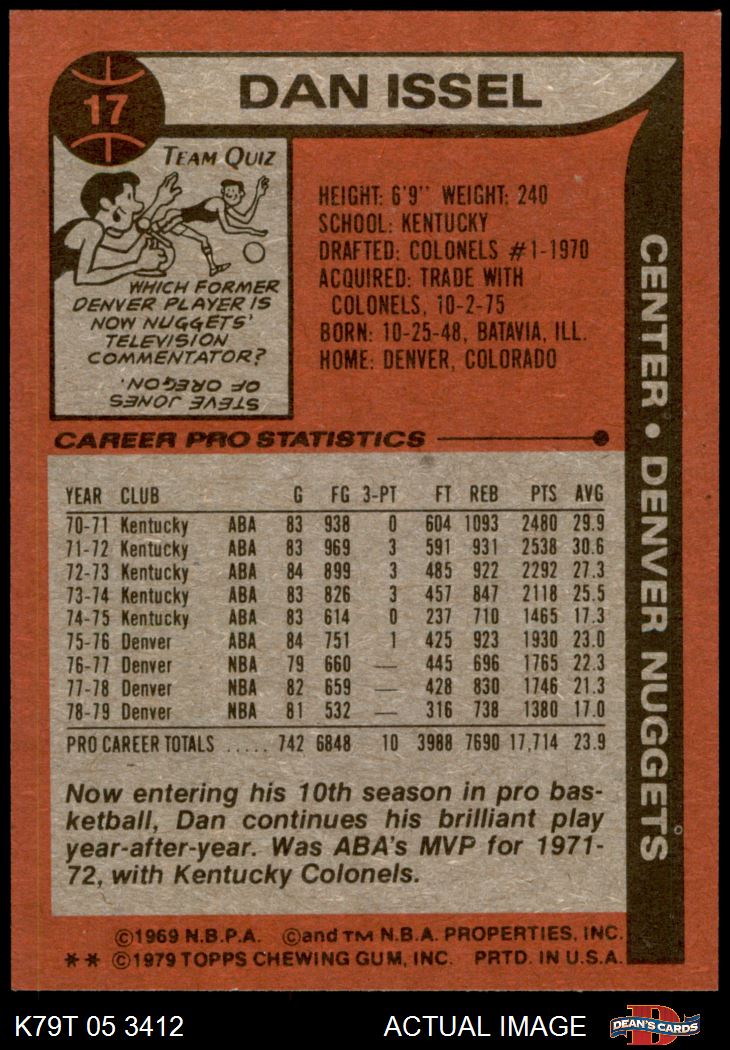 17
DAN ISSEL
TEAM QUIZ
WHICH FORMER
DENVER PLAYER IS
NOW NUGGETS'
TELEVISION
COMMENTATOR?
STEVE JONES
OF OREGON.
HEIGHT: 6'9" WEIGHT: 240
SCHOOL: KENTUCKY
DRAFTED: COLONELS #1-1970
ACQUIRED: TRADE WITH
COLONELS, 10-2-75
BORN: 10-25-48, BATAVIA, ILL.
HOME: DENVER, COLORADO
CENTER • DENVER NUGGETS
CAREER PRO STATISTICS
YEAR CLUB G FG 3-PT FT REB PTS AVG
70-71 Kentucky ABA 83 938 0 604 1093 2480 29.9
71-72 Kentucky ABA 83 969 3 591 931 2538 30.6
72-73 Kentucky ABA 84 899 3 485 922 2292 27.3
73-74 Kentucky ABA 83 826 3 457 847 2118 25.5
74-75 Kentucky ABA 83 614 0 237 710 1465 17.3
75-76 Denver ABA 84 751 1 425 923 1930 23.0
76-77 Denver NBA 79 660 — 445 696 1765 22.3
77-78 Denver NBA 82 659 — 428 830 1746 21.3
78-79 Denver NBA 81 532 — 316 738 1380 17.0
PRO CAREER TOTALS ..... 742 6848 10 3988 7690 17,714 23.9
Now entering his 10th season in pro bas-
ketball, Dan continues his brilliant play
year-after-year. Was ABA's MVP for 1971-
72, with Kentucky Colonels.
©1969 N.B.P.A. ©and TM N.B.A. PROPERTIES, INC.
** ©1979 TOPPS CHEWING GUM, INC. PRTD. IN U.S.A.
K79T 05 3412 ACTUAL IMAGE
D
DEAN'S CARDS